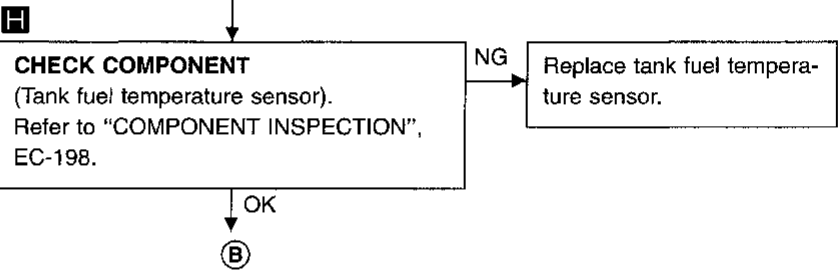 H
CHECK COMPONENT
(Tank fuel temperature sensor).
Refer to “COMPONENT INSPECTION”,
EC-198.
NG
Replace tank fuel tempera-
ture sensor.
OK
B